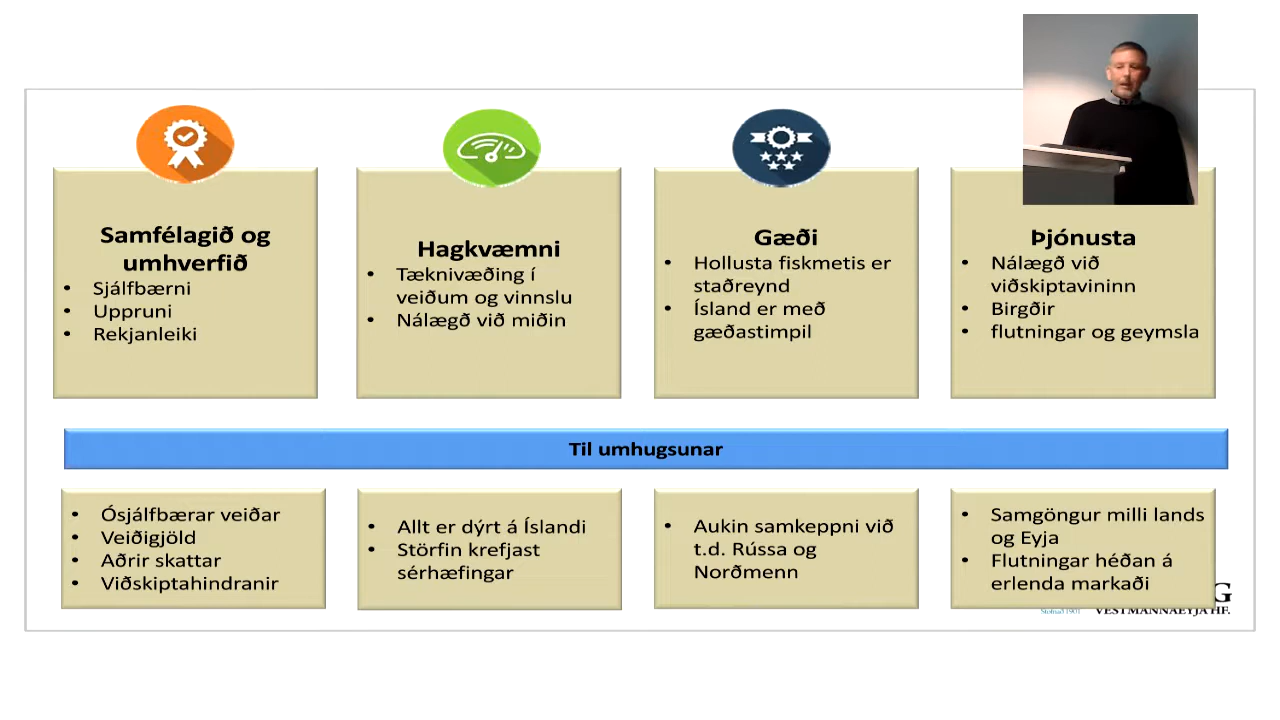 Samfélagið og
umhverfið
• Sjálfbærni
• Uppruni
• Rekjanleiki
Hagkvæmni
• Tæknivæðing í
veiðum og vinnslu
• Nálægð við miðin
Gæði
• Hollusta fiskmetis er
staðreynd
• Ísland er með
gæðastimpil
Þjónusta
• Nálægð við
viðskiptavininn
• Birgðir
• flutningar og geymsla
Til umhugsunar
• Ósjálfbærar veiðar
• Veiðigjöld
• Aðrir skattar
• Viðskiptahindranir
• Allt er dýrt á Íslandi
• Störfin krefjast
sérhæfingar
• Aukin samkeppni við
t.d. Rússa og
Norðmenn
• Samgöngur milli lands
og Eyja
• Flutningar héðan á
erlenda markaði
G
Stofnað 1901 VESTMANNAEYJA HF.